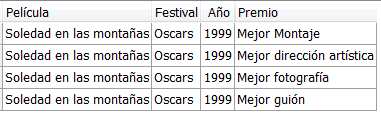 Película Festival Año Premio
Soledad en las montañas Oscars 1999 Mejor Montaje
Soledad en las montañas Oscars 1999 Mejor dirección artística
Soledad en las montañas Oscars 1999 Mejor fotografía
Soledad en las montañas Oscars 1999 Mejor guión